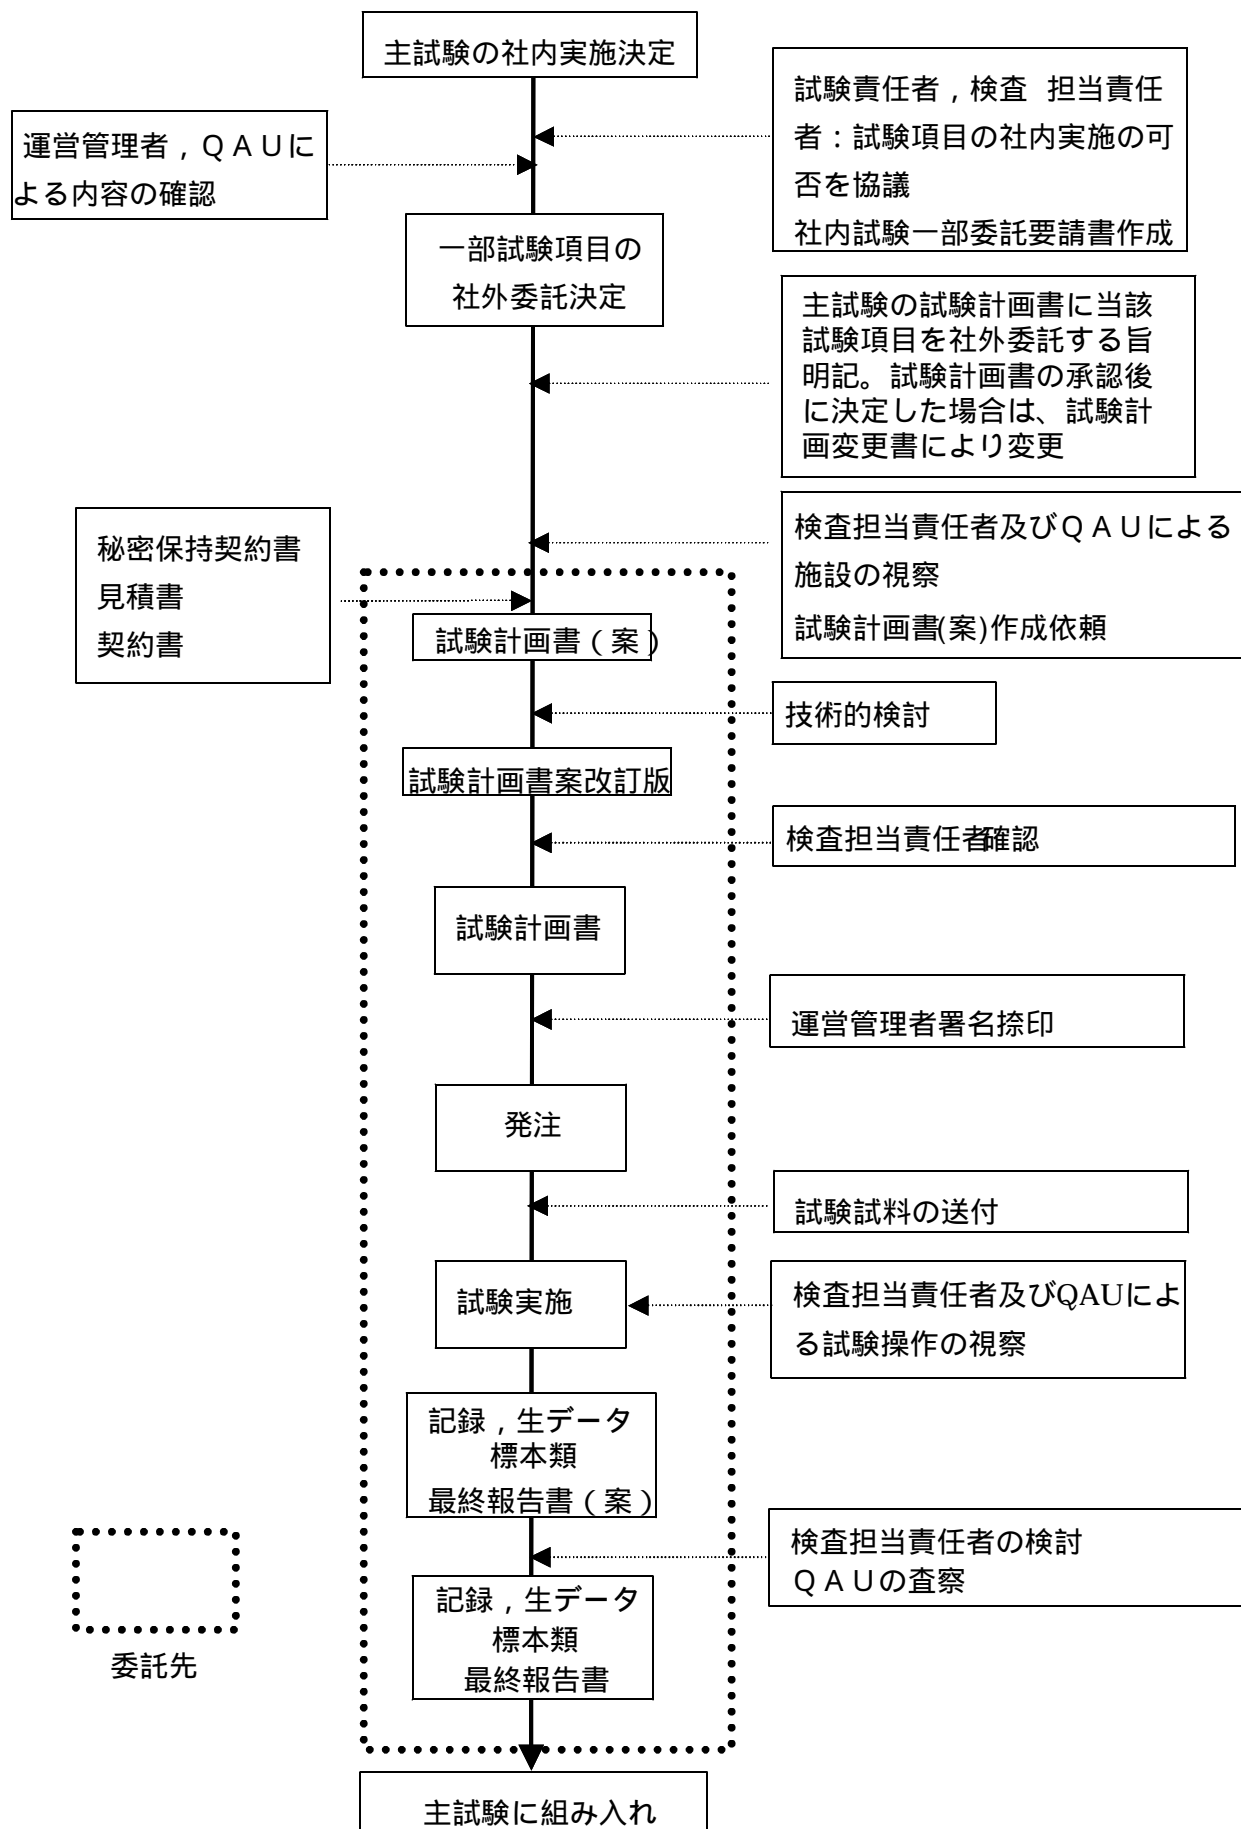 主試験の社内実施決定
試験責任者，検査 担当責任
者：試験項目の社内実施の可
否を協議
社内試験一部委託要請書作成
運営管理者，ＱＡＵに
よる内容の確認
一部試験項目の
社外委託決定
主試験の試験計画書に当該
試験項目を社外委託する旨
明記。試験計画書の承認後
に決定した場合は、試験計
画変更書により変更
検査担当責任者及びＱＡＵによる
施設の視察
試験計画書(案)作成依頼
秘密保持契約書
見積書
契約書
試験計画書（案）
技術的検討
試験計画書案改訂版
検査担当責任者確認
試験計画書
運営管理者署名捺印
発注
試験試料の送付
試験実施
検査担当責任者及びQAUによ
る試験操作の視察
記録，生データ
標本類
最終報告書（案）
検査担当責任者の検討
ＱＡＵの査察
記録，生データ
標本類
最終報告書
委託先
主試験に組み入れ